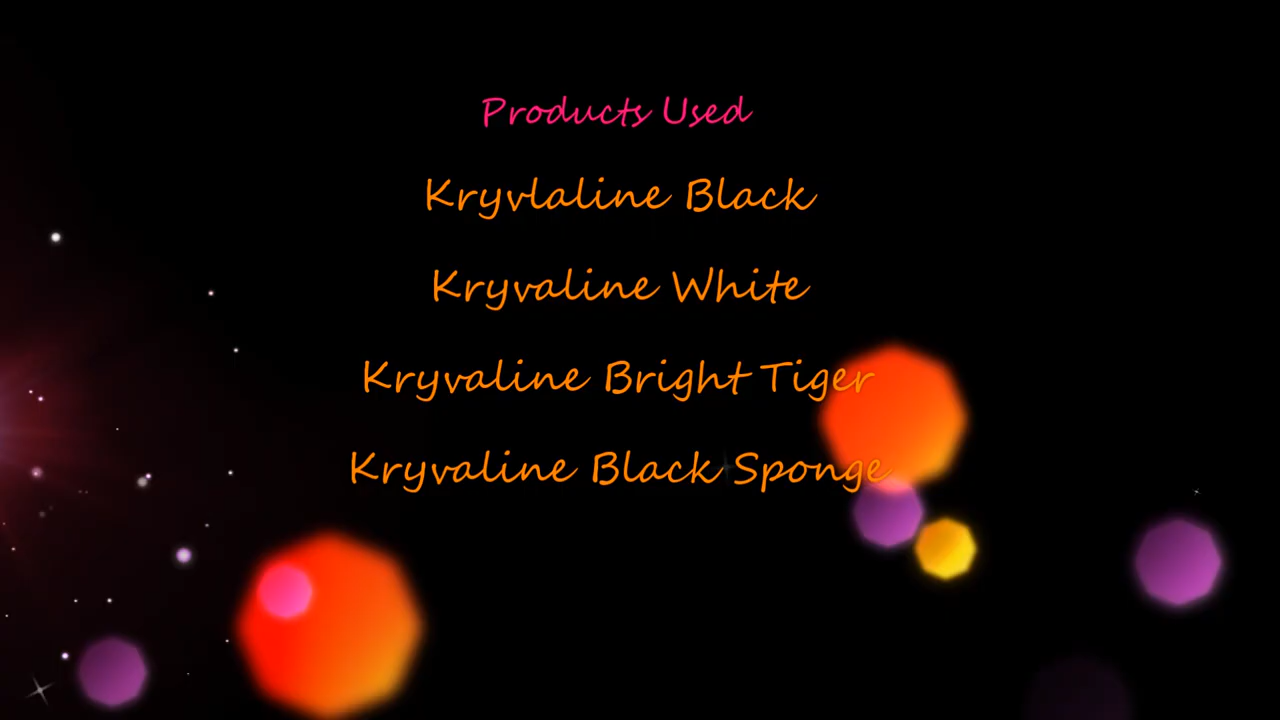 Products Used
Kryvlaline Black
Kryvaline White
Kryvaline Bright Tiger
Kryvaline Black Sponge